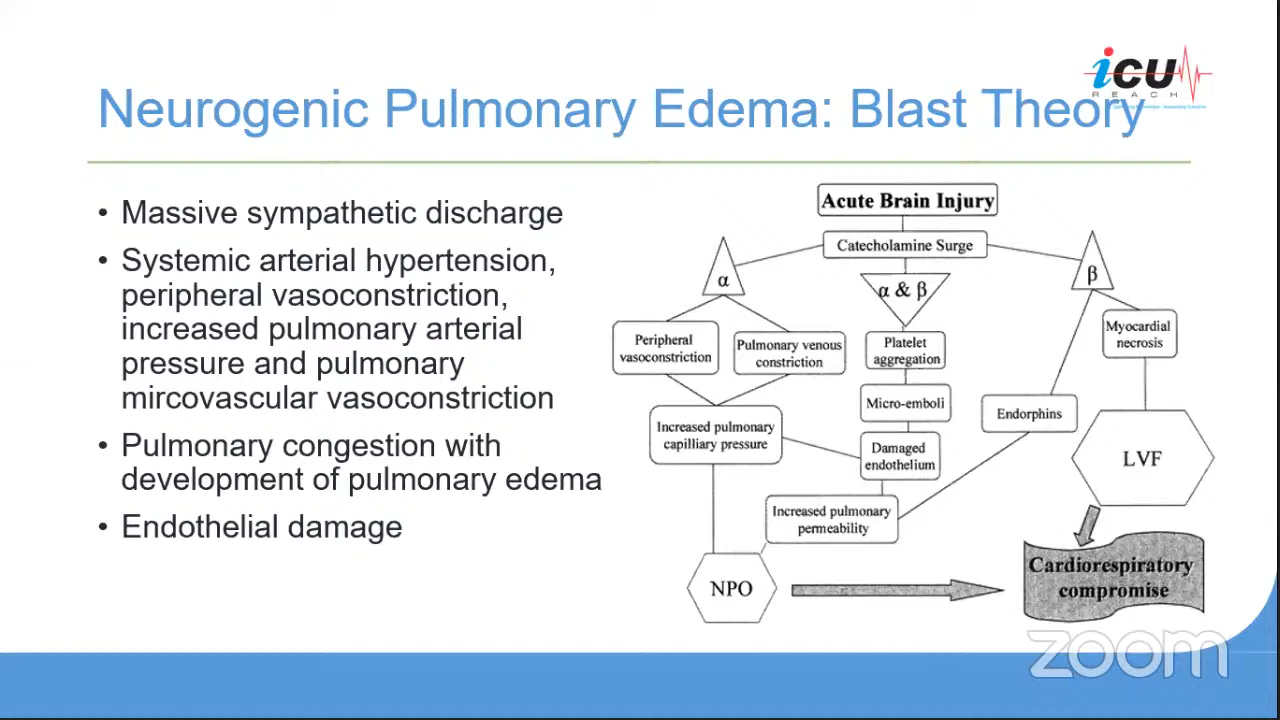 iCU
REACH
Neurogenic Pulmonary Edema: Blast Theory
• Massive sympathetic discharge
• Systemic arterial hypertension,
peripheral vasoconstriction,
increased pulmonary arterial
pressure and pulmonary
mircovascular vasoconstriction
• Pulmonary congestion with
development of pulmonary edema
• Endothelial damage
Acute Brain Injury
Catecholamine Surge
α
α & β
β
Peripheral
vasoconstriction
Pulmonary venous
constriction
Platelet
aggregation
Myocardial
necrosis
Micro-emboli
Endorphins
Increased pulmonary
capilliary pressure
Damaged
endothelium
LVF
Increased pulmonary
permeability
NPO
Cardiorespiratory
compromise
zoom